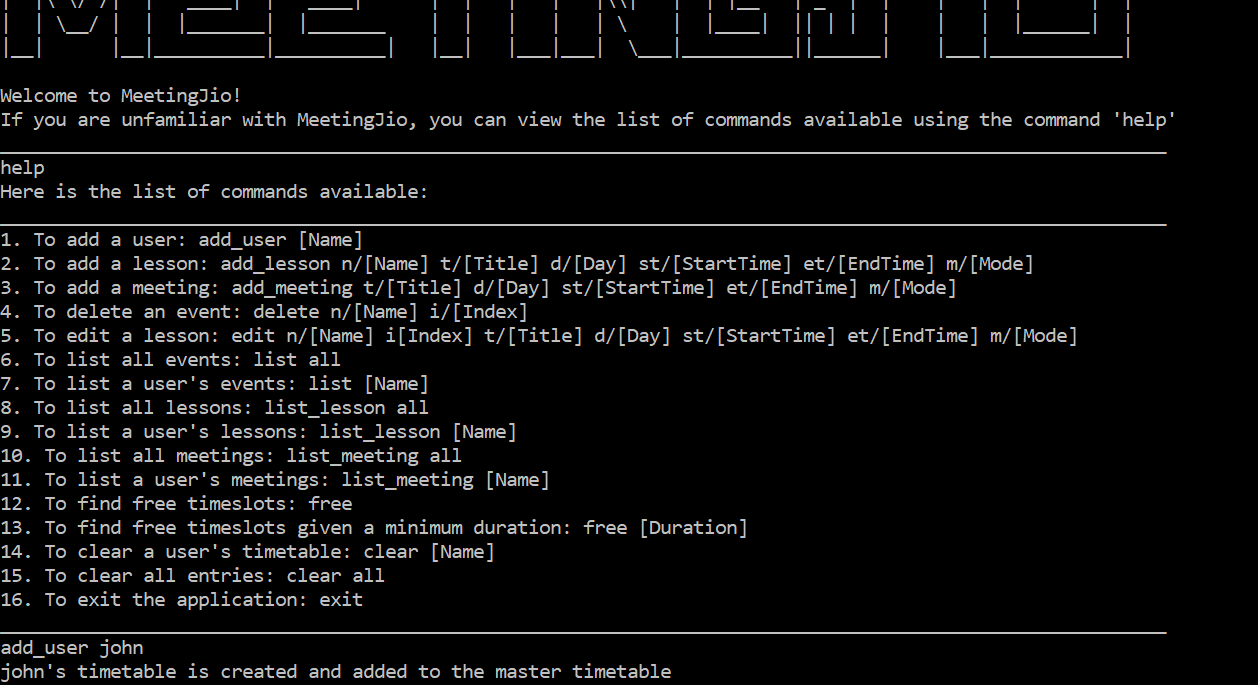 Welcome to MeetingJio!
If you are unfamiliar with MeetingJio, you can view the list of commands available using the command 'help'
help
Here is the list of commands available:
1. To add a user: add_user [Name]
2. To add a lesson: add_lesson n/[Name] t/[Title] d/[Day] st/[StartTime] et/[EndTime] m/[Mode]
3. To add a meeting: add_meeting t/[Title] d/[Day] st/[StartTime] et/[EndTime] m/[Mode]
4. To delete an event: delete n/[Name] i/[Index]
5. To edit a lesson: edit n/[Name] i[Index] t/[Title] d/[Day] st/[StartTime] et/[EndTime] m/[Mode]
6. To list all events: list all
7. To list a user's events: list [Name]
8. To list all lessons: list_lesson all
9. To list a user's lessons: list_lesson [Name]
10. To list all meetings: list_meeting all
11. To list a user's meetings: list_meeting [Name]
12. To find free timeslots: free
13. To find free timeslots given a minimum duration: free [Duration]
14. To clear a user's timetable: clear [Name]
15. To clear all entries: clear all
16. To exit the application: exit
add_user john
john's timetable is created and added to the master timetable